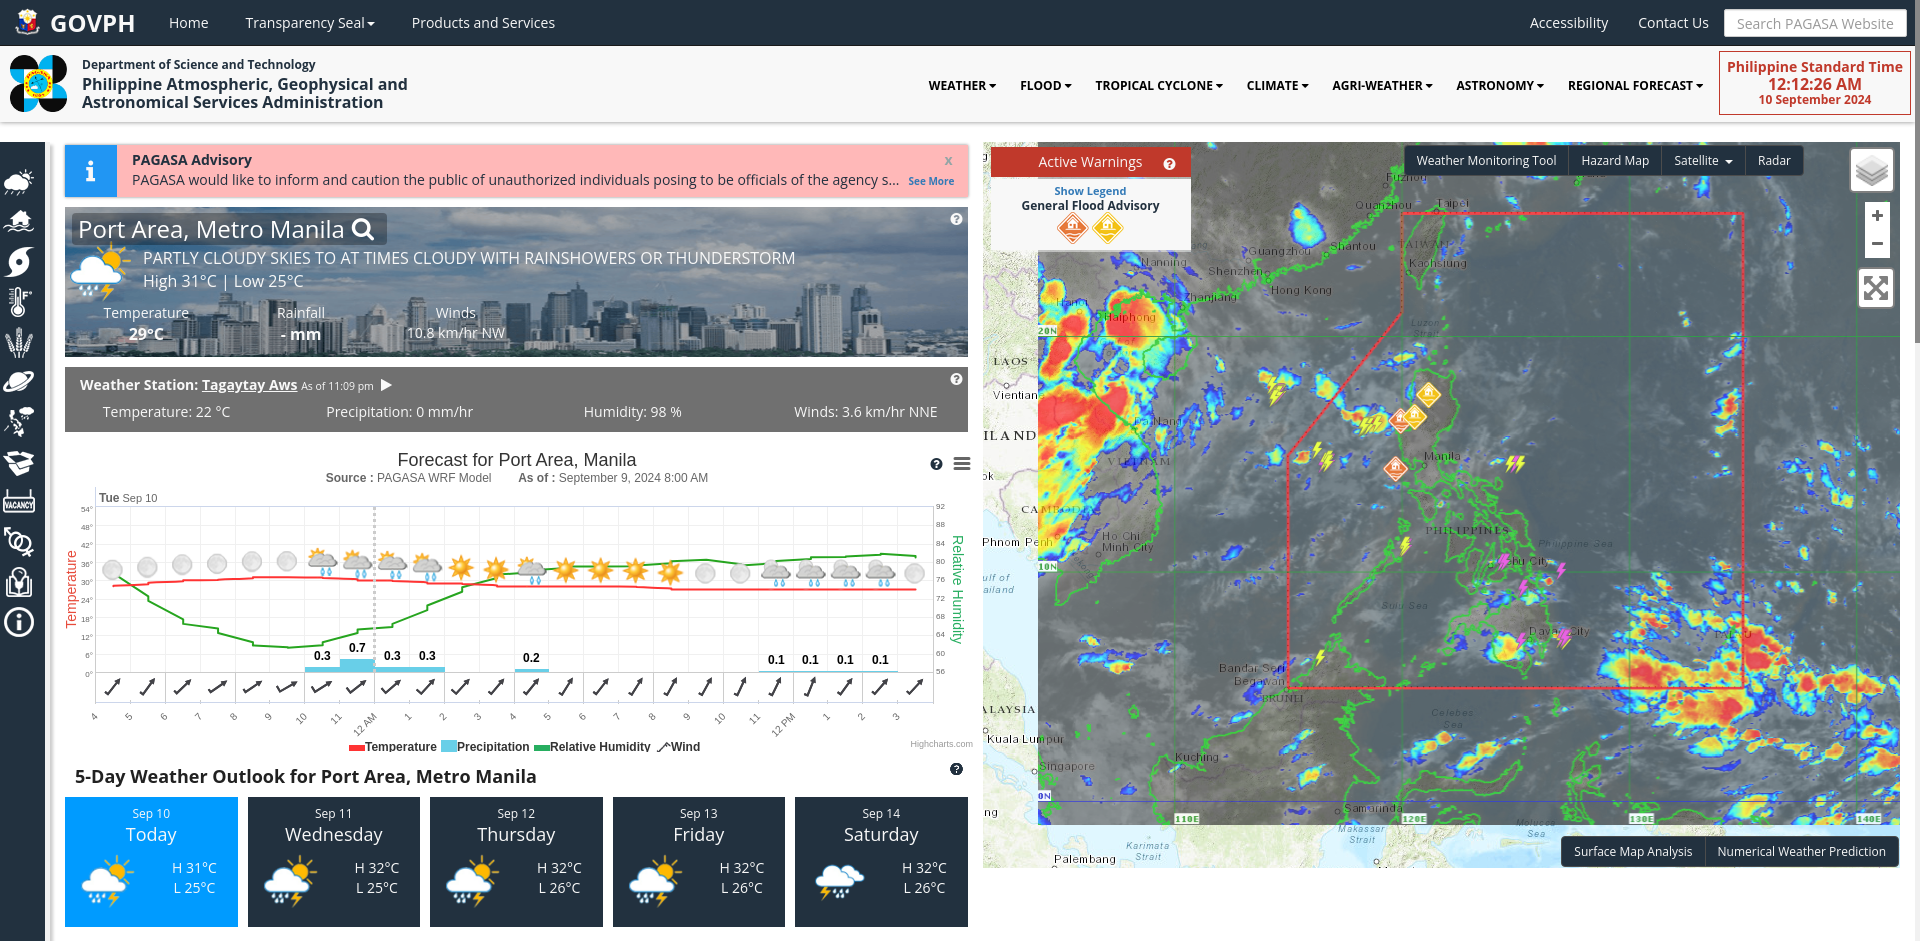 GOVPH Home Transparency Seal Products and Services Accessibility Contact Us Search PAGASA Website
Department of Science and Technology
Philippine Atmospheric, Geophysical and
Astronomical Services Administration
WEATHER FLOOD TROPICAL CYCLONE CLIMATE AGRI-WEATHER ASTRONOMY REGIONAL FORECAST
Philippine Standard Time
12:12:26 AM
10 September 2024
VACANCY
PAGASA Advisory x
PAGASA would like to inform and caution the public of unauthorized individuals posing to be officials of the agency s... See More
Port Area, Metro Manila
PARTLY CLOUDY SKIES TO AT TIMES CLOUDY WITH RAINSHOWERS OR THUNDERSTORM
High 31°C | Low 25°C
Temperature Rainfall Winds
29°C - mm 10.8 km/hr NW
Weather Station: Tagaytay Aws As of 11:09 pm
Temperature: 22 °C Precipitation: 0 mm/hr Humidity: 98 % Winds: 3.6 km/hr NNE
Forecast for Port Area, Manila
Source : PAGASA WRF Model As of : September 9, 2024 8:00 AM
Tue Sep 10
Temperature
54°
48°
42°
36°
30°
24°
18°
12°
6°
0°
92
88
84
80
76
72
68
64
60
56
Relative Humidity
0.3 0.7 0.3 0.3 0.2 0.1 0.1 0.1 0.1
4 5 6 7 8 9 10 11 12 AM 1 2 3 4 5 6 7 8 9 10 11 12 PM 1 2 3
Temperature Precipitation Relative Humidity Wind
Highcharts.com
5-Day Weather Outlook for Port Area, Metro Manila
Sep 10
Today
H 31°C
L 25°C
Sep 11
Wednesday
H 32°C
L 25°C
Sep 12
Thursday
H 32°C
L 26°C
Sep 13
Friday
H 32°C
L 26°C
Sep 14
Saturday
H 32°C
L 26°C
Active Warnings
Show Legend
General Flood Advisory
Weather Monitoring Tool Hazard Map Satellite Radar
+
−
Fuzhou
Quanzhou Taipei
Guangzhou Shantou TAIWAN
Nanning
Shenzhen Kaohsiung
Hong Kong
Hanoi Zhanjiang
Haiphong
20N
Luzon
Strait
LAOS
Vientian
Da Nang
ILAND
VIETNAM
Manila
ok
CAMBODIA
PHILIPPINES
Phnom Penh
Ho Chi
Minh City
Philippine Sea
10N
ulf of
ailand
Cebu City
Sulu Sea
Davao City
PALAU
Bandar Seri
Begawan
BRUNEI
ALAYSIA
Celebes
Sea
Kuala Lumpur
Kuching
Singapore
0N
Samarinda
ng
110E 120E 130E 140E
Makassar
Strait
Molucca
Sea
Karimata
Strait
Palembang
Surface Map Analysis Numerical Weather Prediction